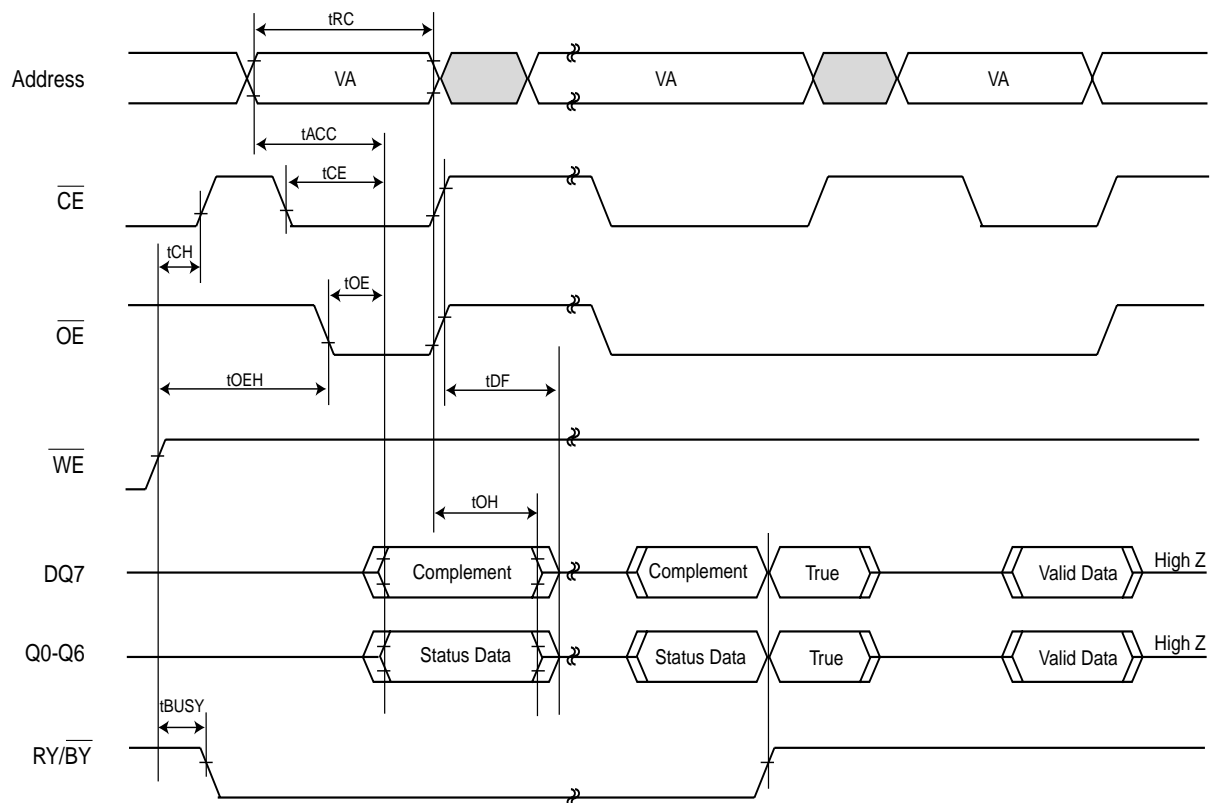 tRC
Address VA VA VA
tACC
tCE
CE
tCH
tOE
OE
tOEH tDF
WE
tOH
DQ7 Complement Complement True Valid Data High Z
Q0-Q6 Status Data Status Data True Valid Data High Z
tBUSY
RY/BY